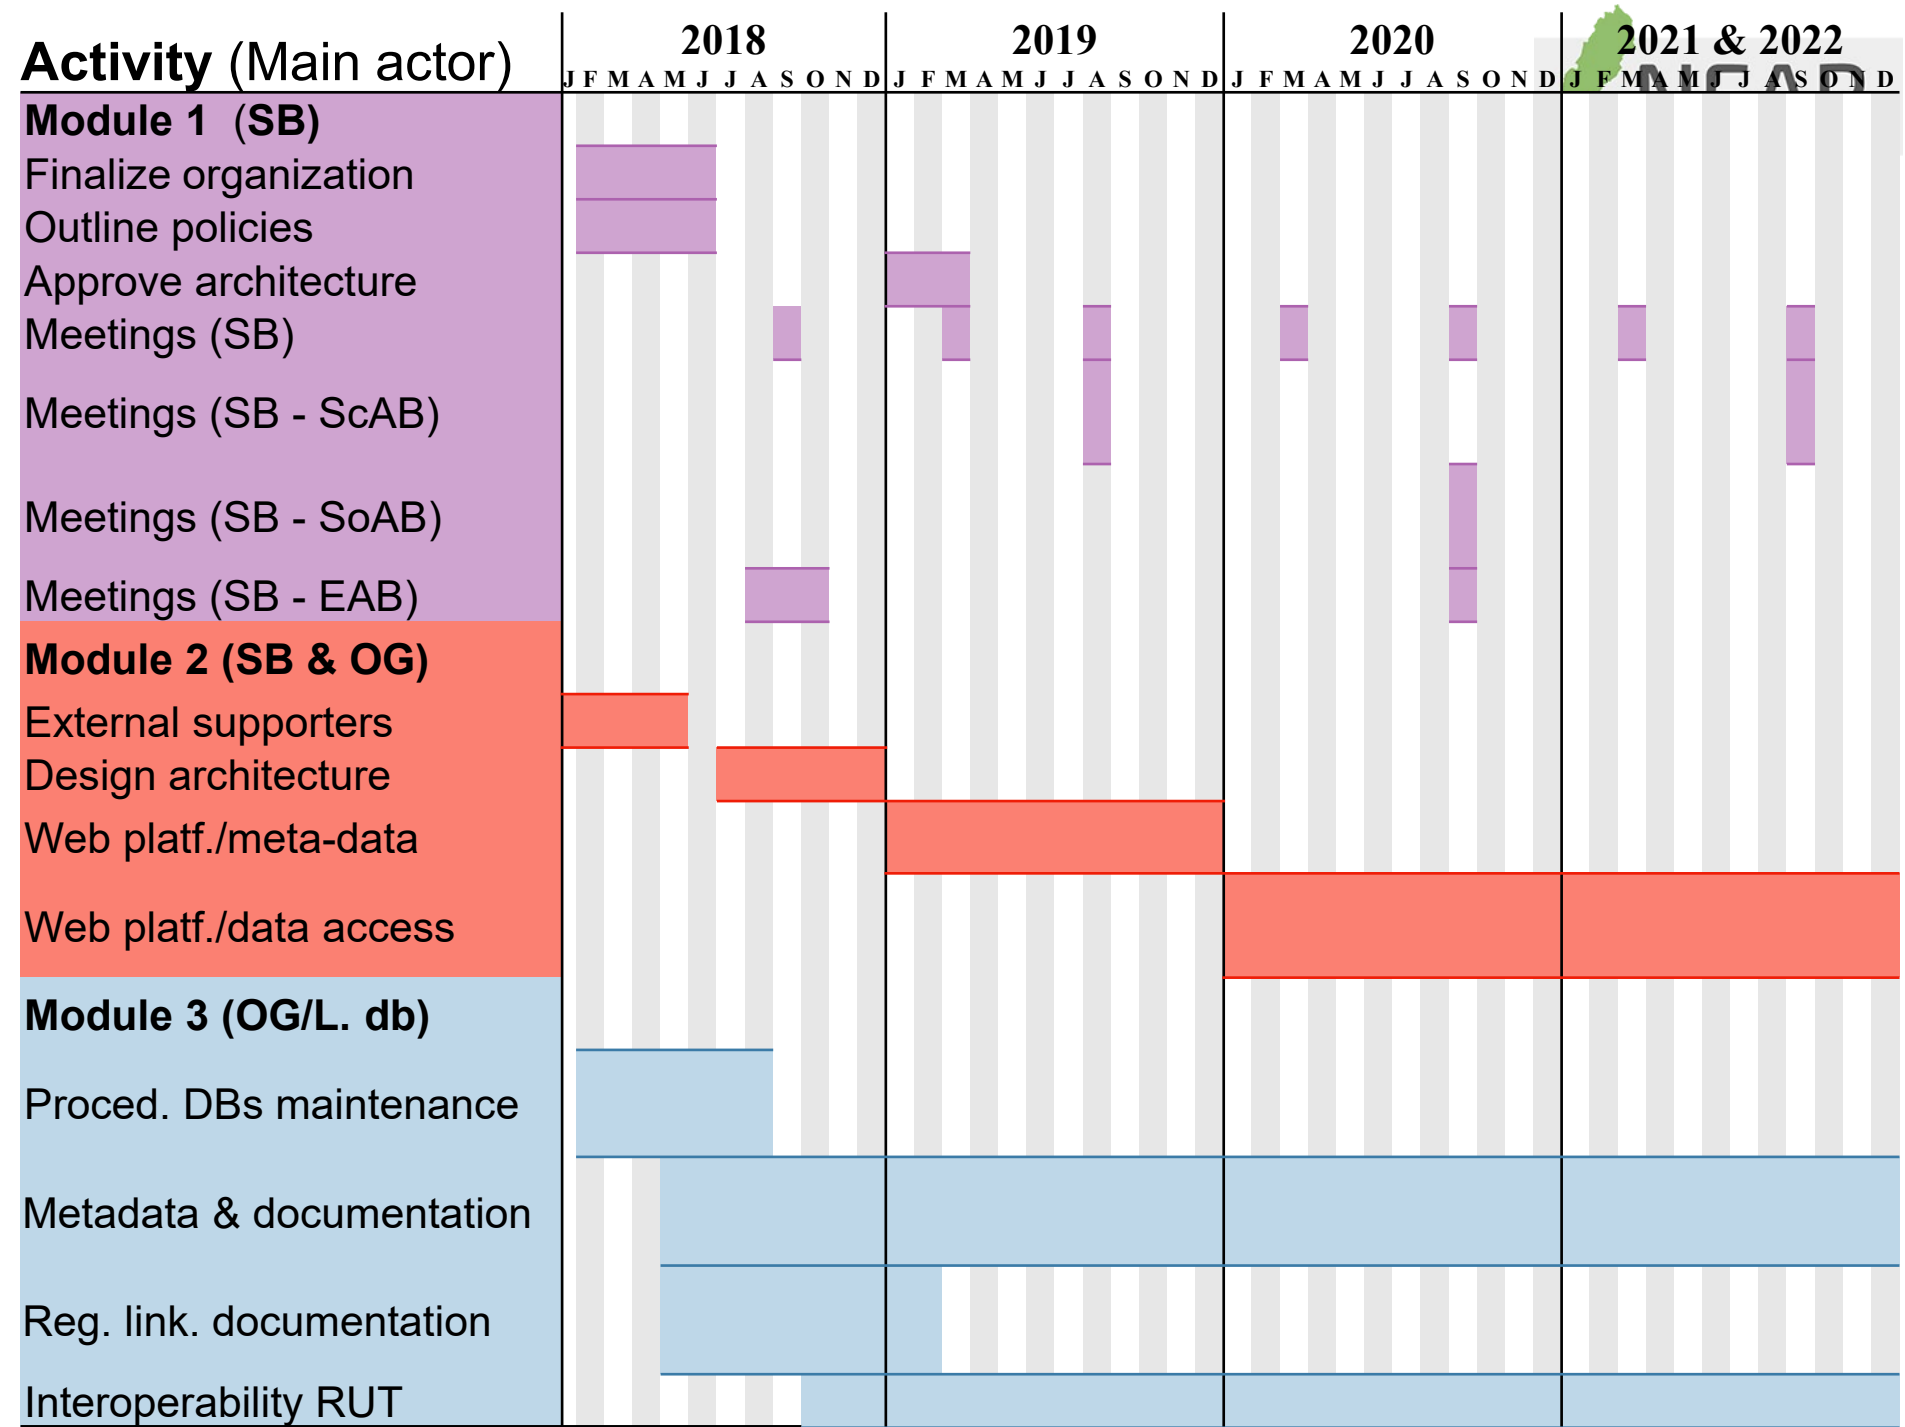 Activity (Main actor) 2018 2019 2020 2021 & 2022
J F M A M J J A S O N D J F M A M J J A S O N D J F M A M J J A S O N D J F M A M J J A S O N D
Module 1 (SB)
Finalize organization
Outline policies
Approve architecture
Meetings (SB)
Meetings (SB - ScAB)
Meetings (SB - SoAB)
Meetings (SB - EAB)
Module 2 (SB & OG)
External supporters
Design architecture
Web platf./meta-data
Web platf./data access
Module 3 (OG/L. db)
Proced. DBs maintenance
Metadata & documentation
Reg. link. documentation
Interoperability RUT